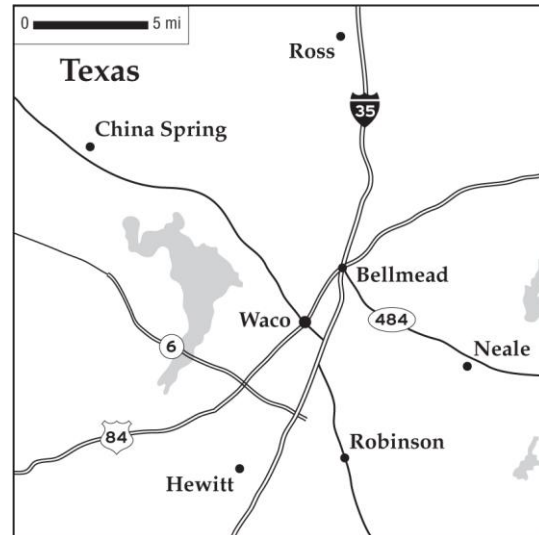 0 5 mi
Texas
Ross
35
China Spring
Bellmead
Waco
484
6
Neale
84
Robinson
Hewitt